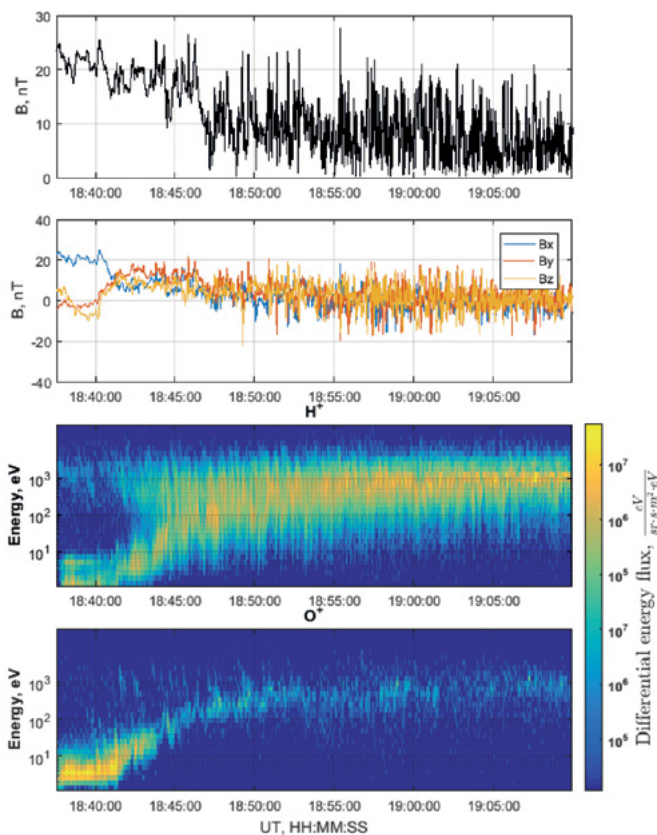 30
20
10
0
B, nT
18:40:00 18:45:00 18:50:00 18:55:00 19:00:00 19:05:00
40
20
0
-20
-40
B, nT
Bx
By
Bz
18:40:00 18:45:00 18:50:00 18:55:00 19:00:00 19:05:00
H+
Energy, eV
10³
10²
10¹
18:40:00 18:45:00 18:50:00 18:55:00 19:00:00 19:05:00
O+
Energy, eV
10³
10²
10¹
18:40:00 18:45:00 18:50:00 18:55:00 19:00:00 19:05:00
UT, HH:MM:SS
10⁷
10⁶
10⁵
10⁶
10⁷
10⁶
10⁵
Differential energy flux, eV / sr·s·m²·eV